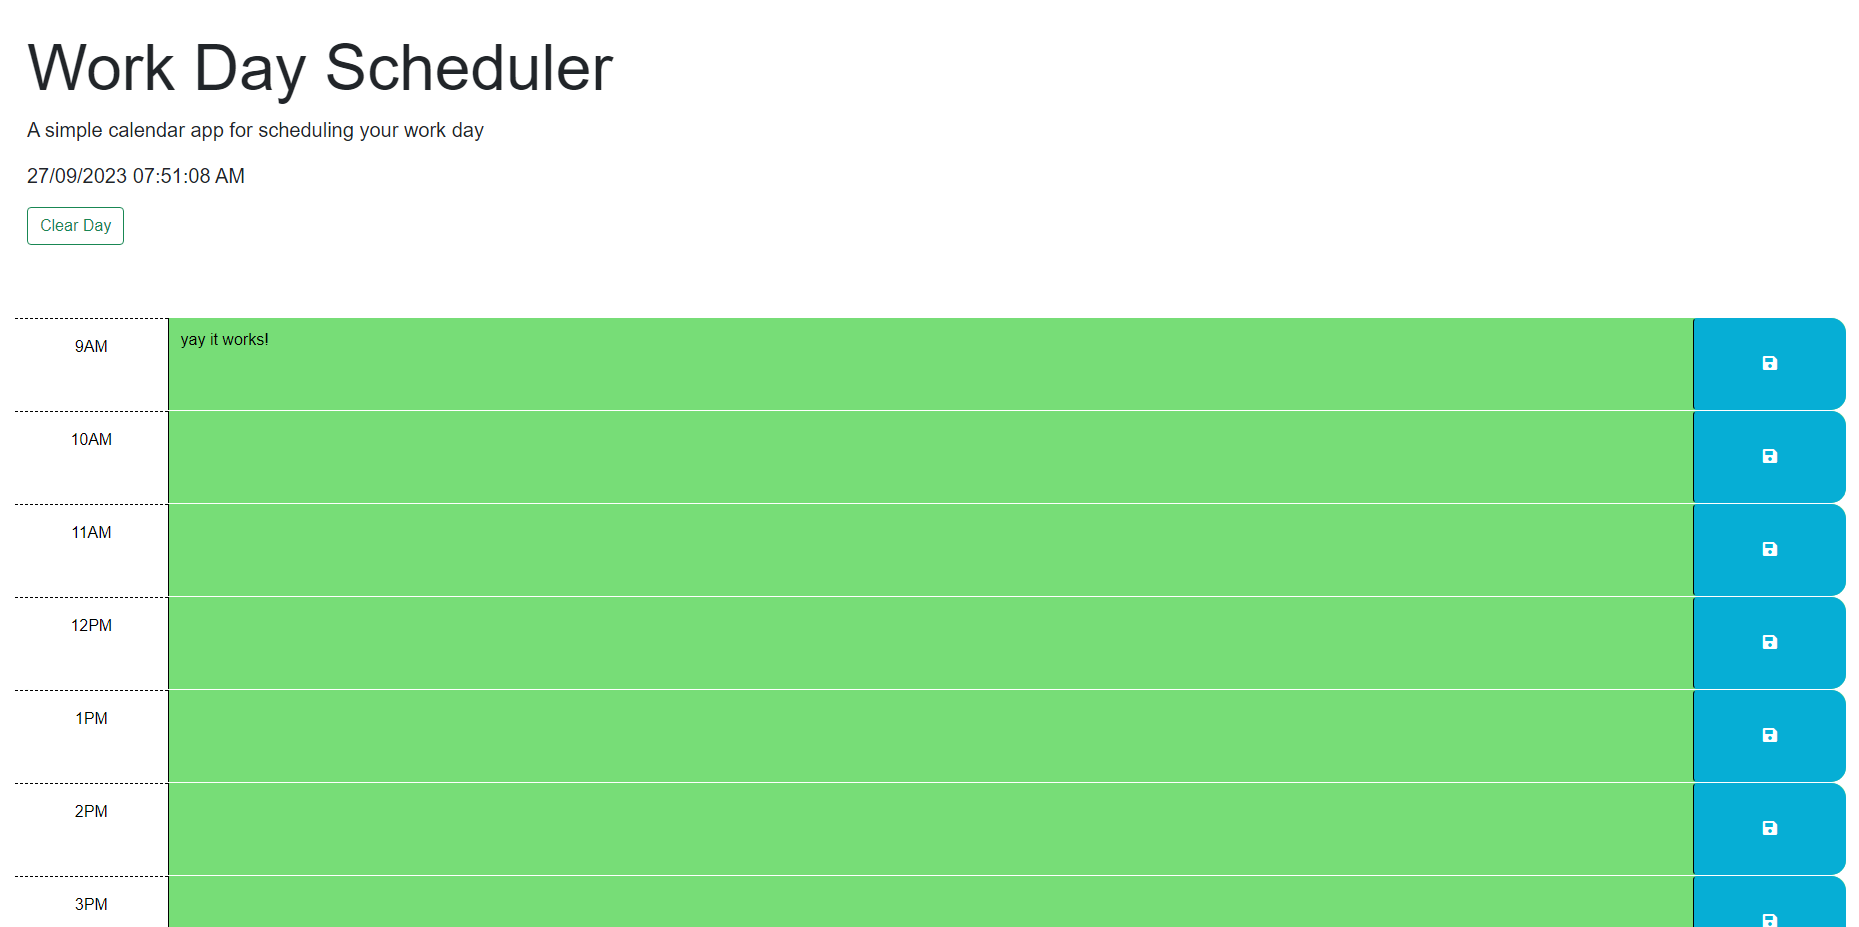 Work Day Scheduler
A simple calendar app for scheduling your work day
27/09/2023 07:51:08 AM
Clear Day
9AM
yay it works!
10AM
11AM
12PM
1PM
2PM
3PM